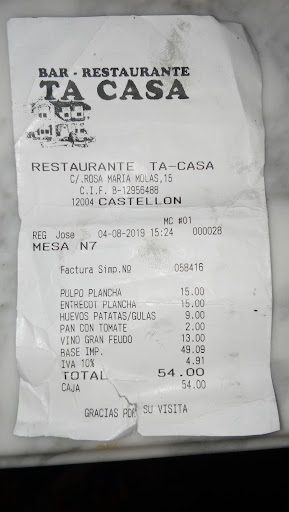 BAR - RESTAURANTE
TA CASA
RESTAURANTE TA-CASA
C/.ROSA MARIA MOLAS,15
C.I.F. B-12956488
12004 CASTELLON
MC #01
REG Jose 04-08-2019 15:24 000028
MESA N7
Factura Simp.Nº 058416
PULPO PLANCHA 15.00
ENTRECOT PLANCHA 15.00
HUEVOS PATATAS/GULAS 9.00
PAN CON TOMATE 2.00
VINO GRAN FEUDO 13.00
BASE IMP. 49.09
IVA 10% 4.91
TOTAL 54.00
CAJA 54.00
GRACIAS POR SU VISITA